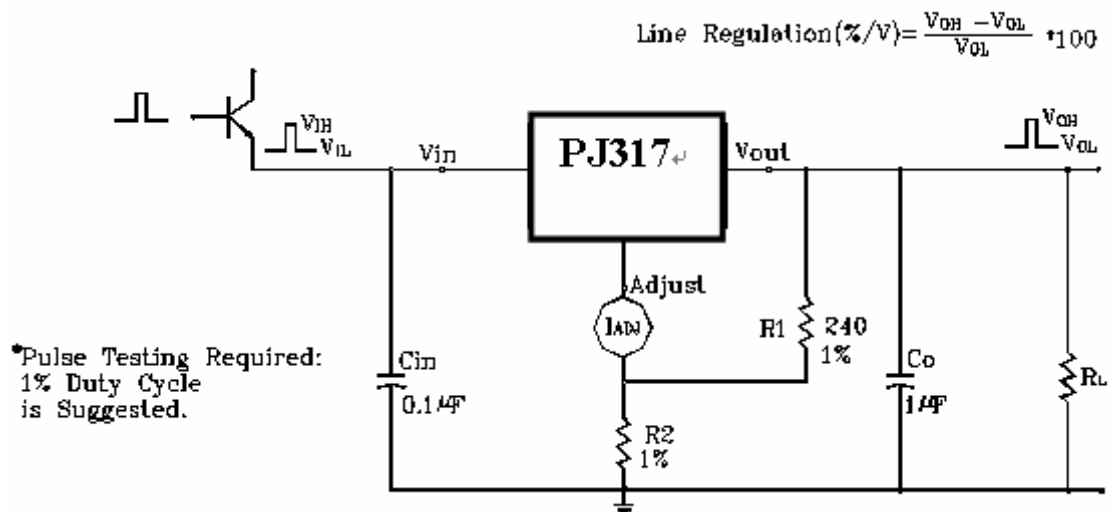 Line Regulation(%/V)= VOH −VOL / VOL *100
VIH
VIL
Vin
PJ317↵
Vout
VOH
VOL
Adjust
IADJ
R1 240
1%
*Pulse Testing Required:
1% Duty Cycle
is Suggested.
Cin
0.1μF
Co
1μF
RL
R2
1%